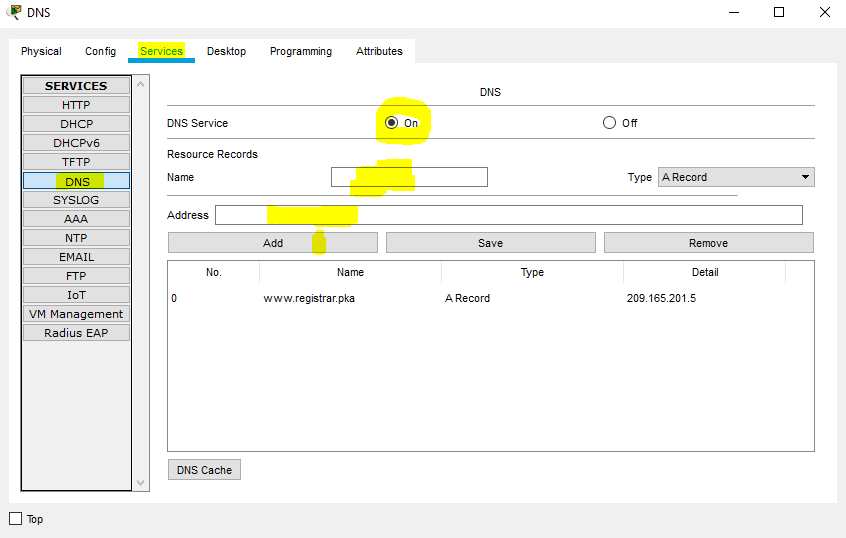 DNS
Physical Config Services Desktop Programming Attributes
SERVICES
HTTP
DHCP
DHCPv6
TFTP
DNS
SYSLOG
AAA
NTP
EMAIL
FTP
IoT
VM Management
Radius EAP
DNS
DNS Service On Off
Resource Records
Name Type A Record
Address
Add Save Remove
No. Name Type Detail
0 www.registrar.pka A Record 209.165.201.5
DNS Cache
Top